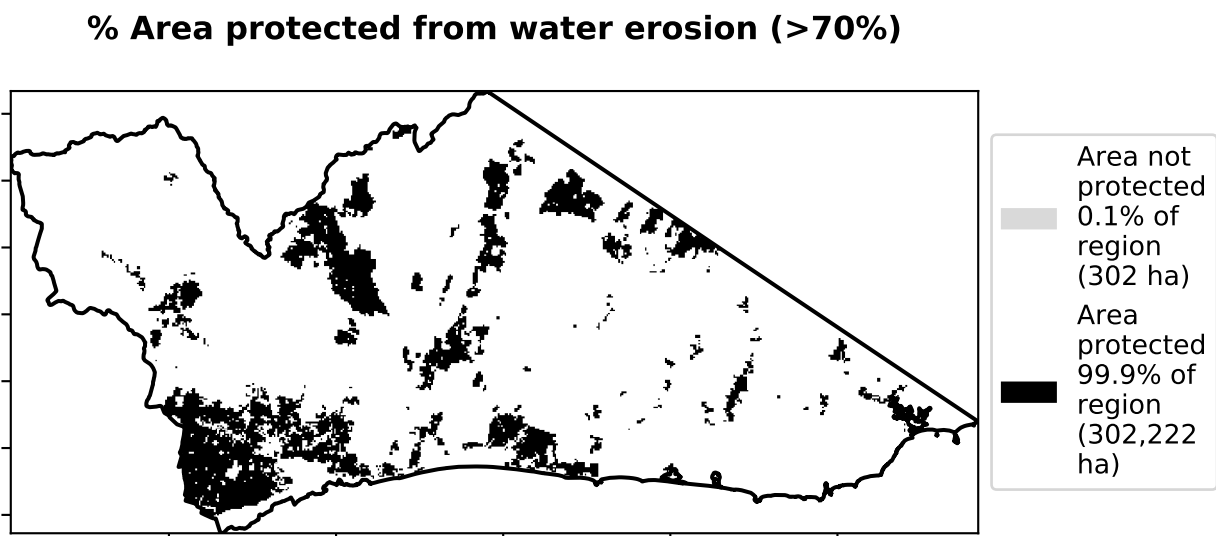 % Area protected from water erosion (>70%)
Area not
protected
0.1% of
region
(302 ha)
Area
protected
99.9% of
region
(302,222
ha)